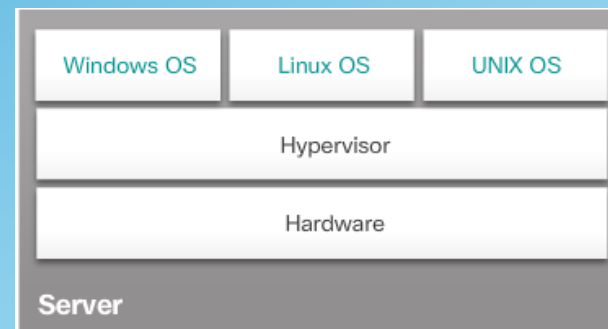 Windows OS Linux OS UNIX OS
Hypervisor
Hardware
Server